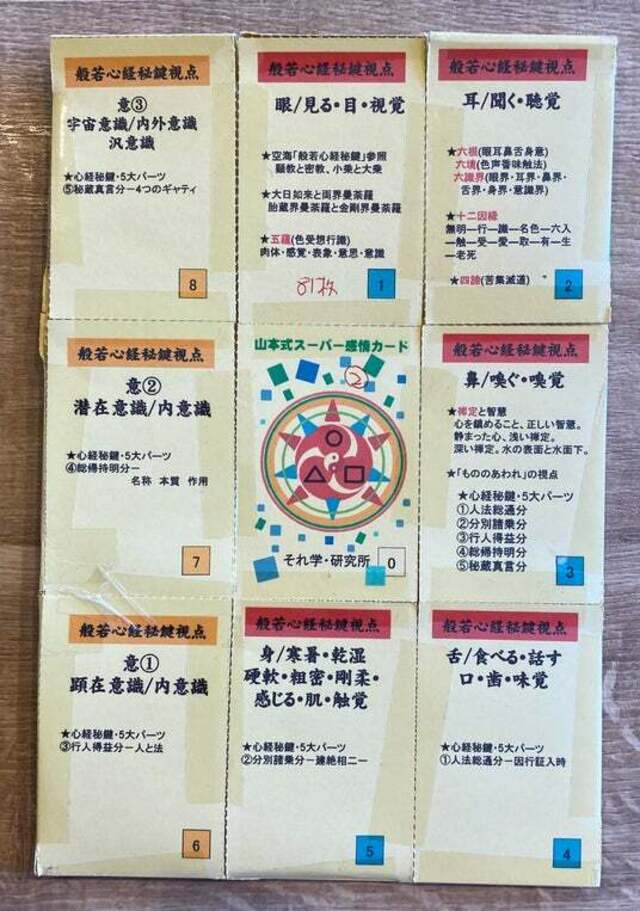 般若心経秘鍵視点
意③
宇宙意識/内外意識
汎意識
★心経秘鍵・5大パーツ
⑤秘蔵真言分−4つのギャティ
8
般若心経秘鍵視点
眼/見る・目・視覚
★空海「般若心経秘鍵」参照
顕教と密教、小乗と大乗
★大日如来と両界曼荼羅
胎蔵界曼荼羅と金剛界曼荼羅
★五蘊(色受想行識)
肉体・感覚・表象・意思・意識
81枚
1
般若心経秘鍵視点
耳/聞く・聴覚
★六根(眼耳鼻舌身意)
六境(色声香味触法)
六識界(眼界・耳界・鼻界・
舌界・身界・意識界)
★十二因縁
無明―行―識―名色―六入
―触―受―愛―取―有―生
―老死
★四諦(苦集滅道)
2
般若心経秘鍵視点
意②
潜在意識/内意識
★心経秘鍵・5大パーツ
④総帰持明分−
名称 本質 作用
7
山本式スーパー感情カード
②
それ学・研究所
0
般若心経秘鍵視点
鼻/嗅ぐ・嗅覚
★禅定と智慧
心を鎮めること、正しい智慧。
静まった心、浅い禅定。
深い禅定。水の表面と水面下。
★「もののあわれ」の視点
★心経秘鍵・5大パーツ
①人法総通分
②分別諸乗分
③行人得益分
④総帰持明分
⑤秘蔵真言分
3
般若心経秘鍵視点
意①
顕在意識/内意識
★心経秘鍵・5大パーツ
③行人得益分−人と法
6
般若心経秘鍵視点
身/寒暑・乾湿
硬軟・粗密・剛柔・
感じる・肌・触覚
★心経秘鍵・5大パーツ
②分別諸乗分−建絶相二一
5
般若心経秘鍵視点
舌/食べる・話す
口・歯・味覚
★心経秘鍵・5大パーツ
①人法総通分−因行証入時
4